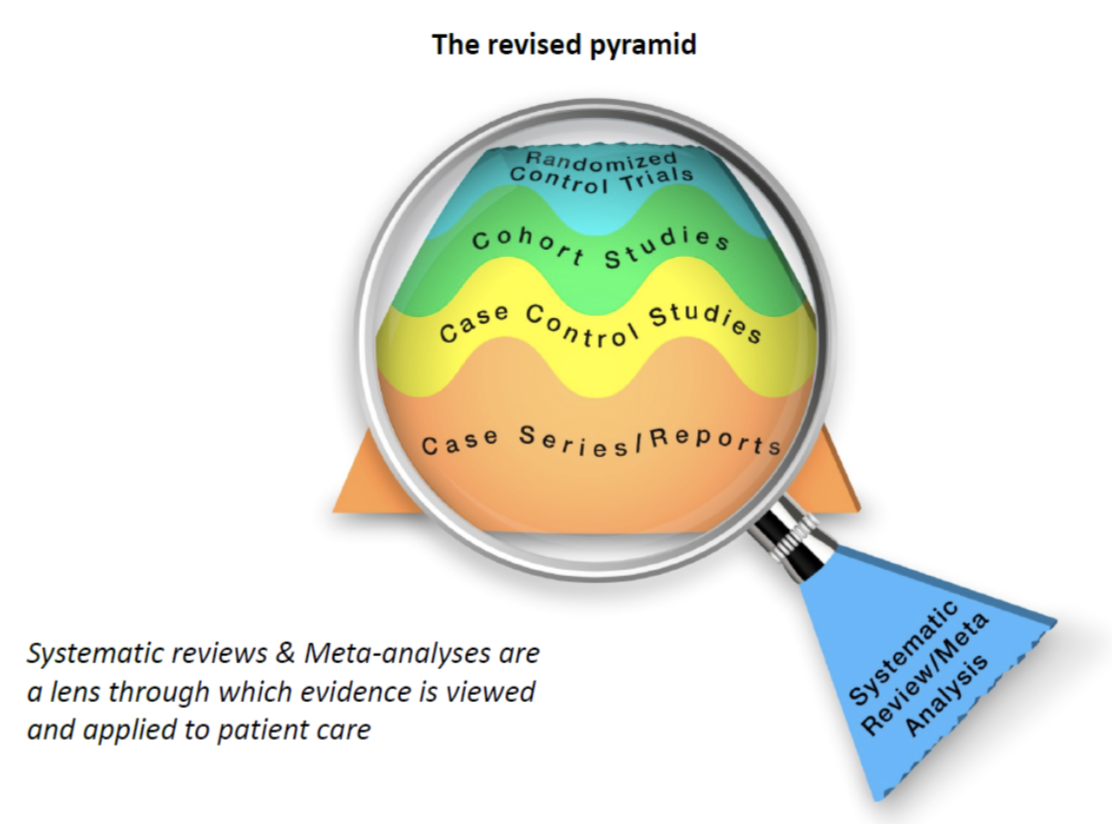 The revised pyramid
Randomized
Control Trials
Cohort Studies
Case Control Studies
Case Series/Reports
Systematic
Review/Meta
Analysis
Systematic reviews & Meta-analyses are
a lens through which evidence is viewed
and applied to patient care